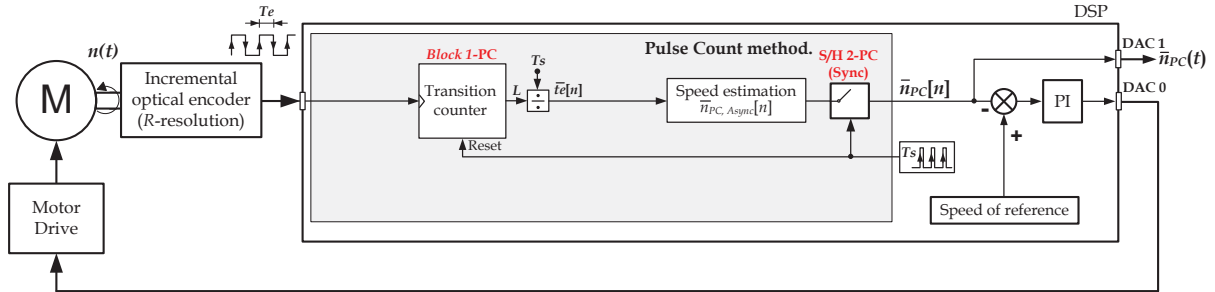 DSP
Te
n(t)
M
Incremental
optical encoder
(R-resolution)
Pulse Count method.
Block 1-PC
Transition
counter
L
Ts
÷
t̅e[n]
Reset
Speed estimation
n̅PC, Async[n]
S/H 2-PC
(Sync)
Ts
n̅PC[n]
-
+
PI
DAC 1
n̅PC(t)
DAC 0
Speed of reference
Motor
Drive